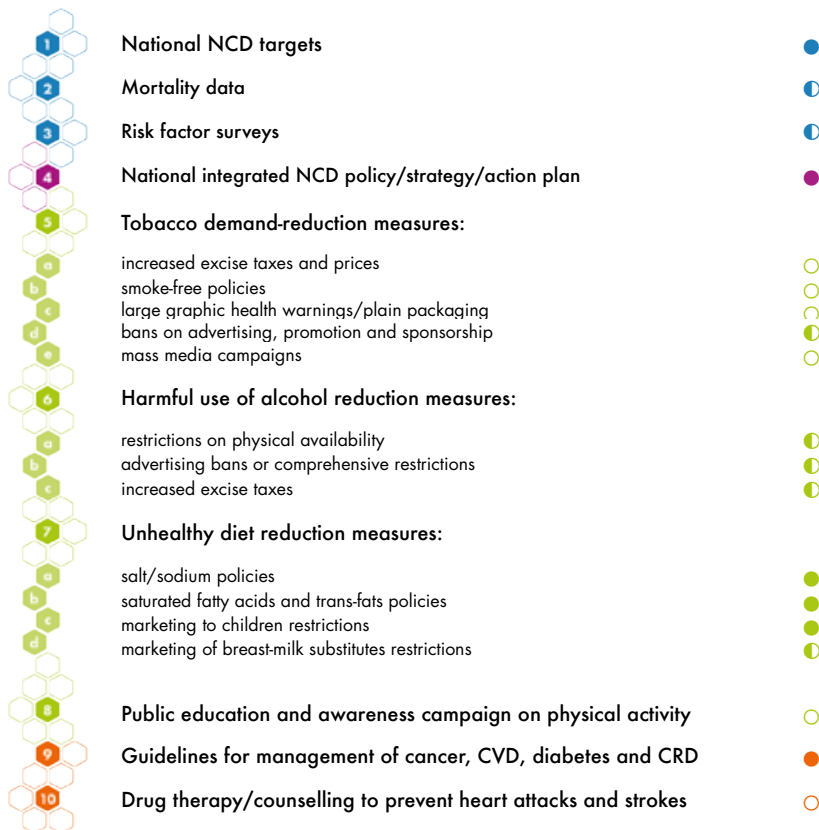 1 National NCD targets ●
2 Mortality data ◐
3 Risk factor surveys ◐
4 National integrated NCD policy/strategy/action plan ●
5 Tobacco demand-reduction measures:
a increased excise taxes and prices ○
b smoke-free policies ○
c large graphic health warnings/plain packaging ○
d bans on advertising, promotion and sponsorship ◐
e mass media campaigns ○
6 Harmful use of alcohol reduction measures:
a restrictions on physical availability ◐
b advertising bans or comprehensive restrictions ◐
c increased excise taxes ◐
7 Unhealthy diet reduction measures:
a salt/sodium policies ●
b saturated fatty acids and trans-fats policies ●
c marketing to children restrictions ●
d marketing of breast-milk substitutes restrictions ◐
8 Public education and awareness campaign on physical activity ○
9 Guidelines for management of cancer, CVD, diabetes and CRD ●
10 Drug therapy/counselling to prevent heart attacks and strokes ○